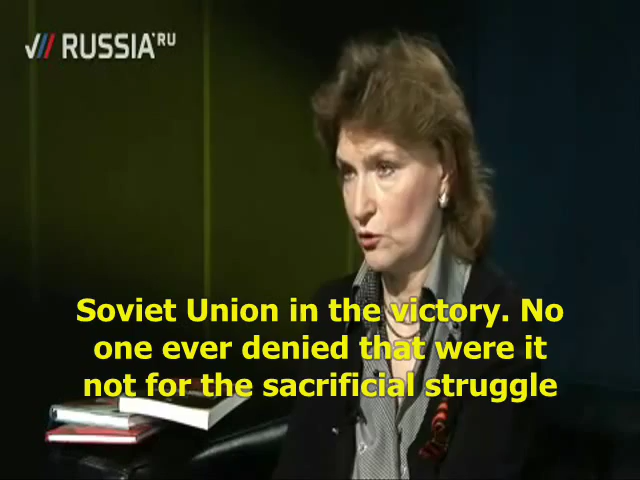 RUSSIA.RU
Soviet Union in the victory. No
one ever denied that were it
not for the sacrificial struggle